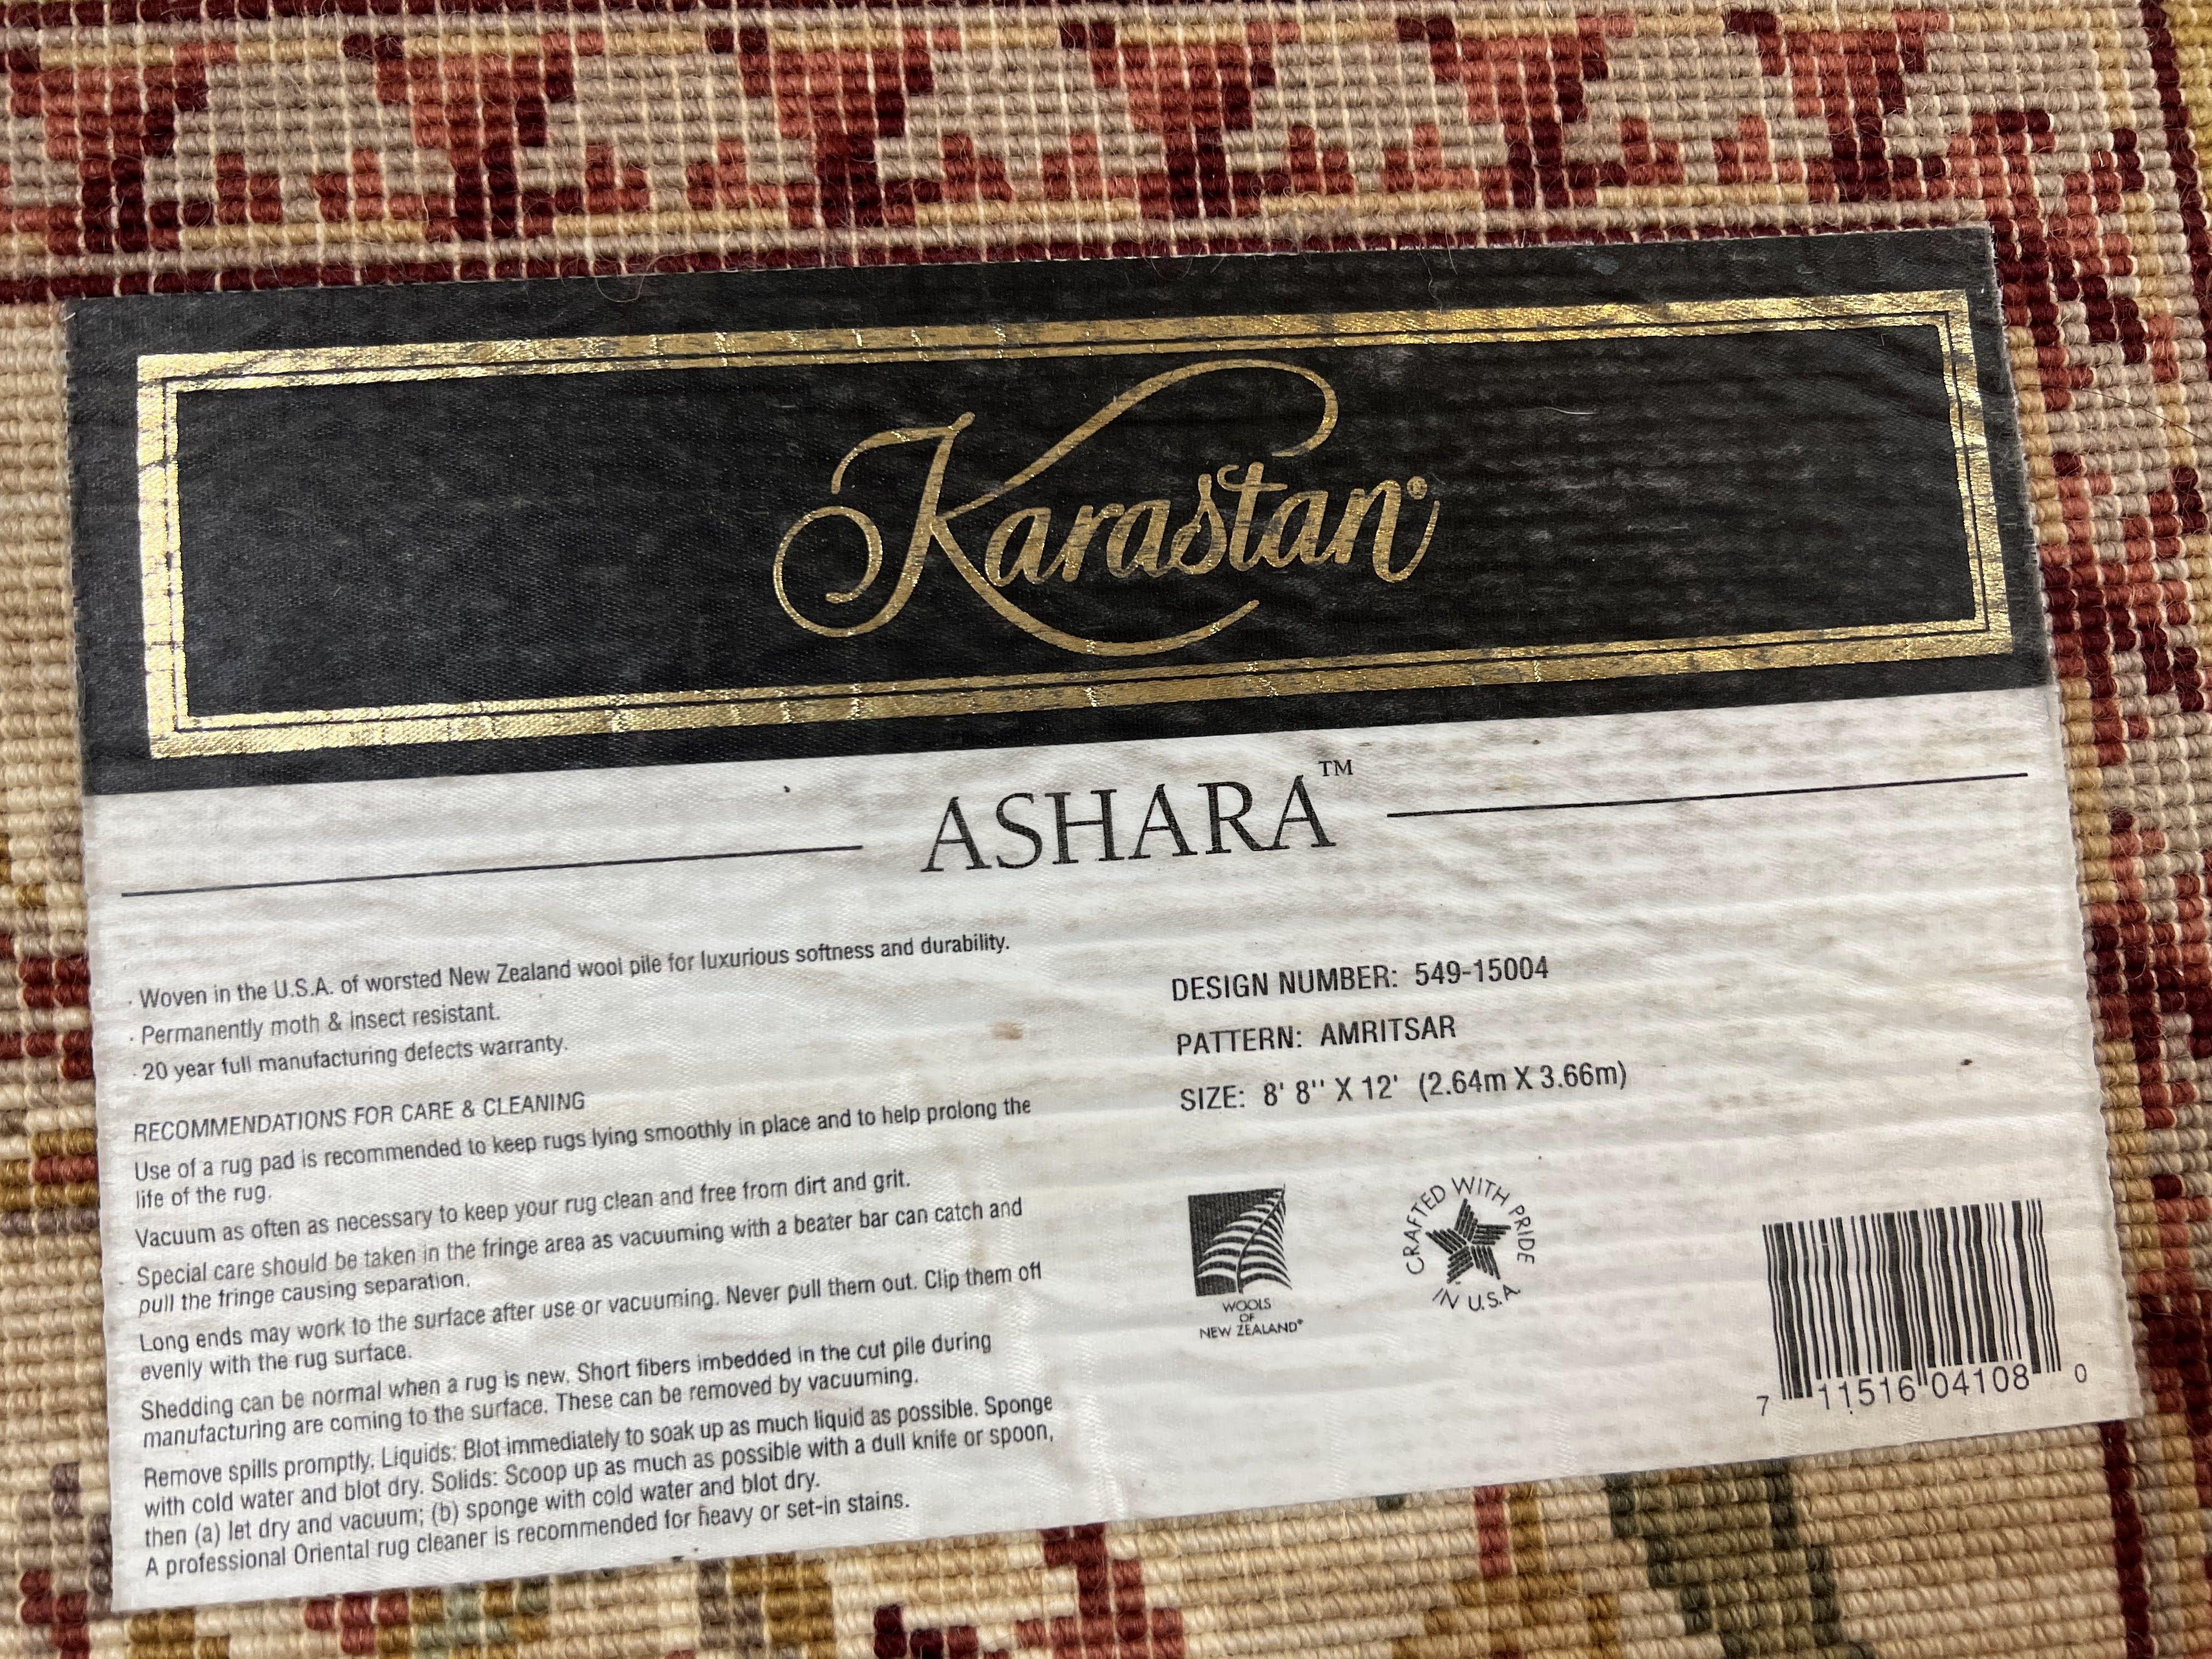 Karastan®
ASHARA™
· Woven in the U.S.A. of worsted New Zealand wool pile for luxurious softness and durability.
· Permanently moth & insect resistant.
· 20 year full manufacturing defects warranty.
RECOMMENDATIONS FOR CARE & CLEANING
Use of a rug pad is recommended to keep rugs lying smoothly in place and to help prolong the
life of the rug.
Vacuum as often as necessary to keep your rug clean and free from dirt and grit.
Special care should be taken in the fringe area as vacuuming with a beater bar can catch and
pull the fringe causing separation.
Long ends may work to the surface after use or vacuuming. Never pull them out. Clip them off
evenly with the rug surface.
Shedding can be normal when a rug is new. Short fibers imbedded in the cut pile during
manufacturing are coming to the surface. These can be removed by vacuuming.
Remove spills promptly. Liquids: Blot immediately to soak up as much liquid as possible. Sponge
with cold water and blot dry. Solids: Scoop up as much as possible with a dull knife or spoon,
then (a) let dry and vacuum; (b) sponge with cold water and blot dry.
A professional Oriental rug cleaner is recommended for heavy or set-in stains.
DESIGN NUMBER: 549-15004
PATTERN: AMRITSAR
SIZE: 8' 8'' X 12' (2.64m X 3.66m)
WOOLS
OF
NEW ZEALAND®
CRAFTED WITH PRIDE
IN U.S.A.
7 11516 04108 0